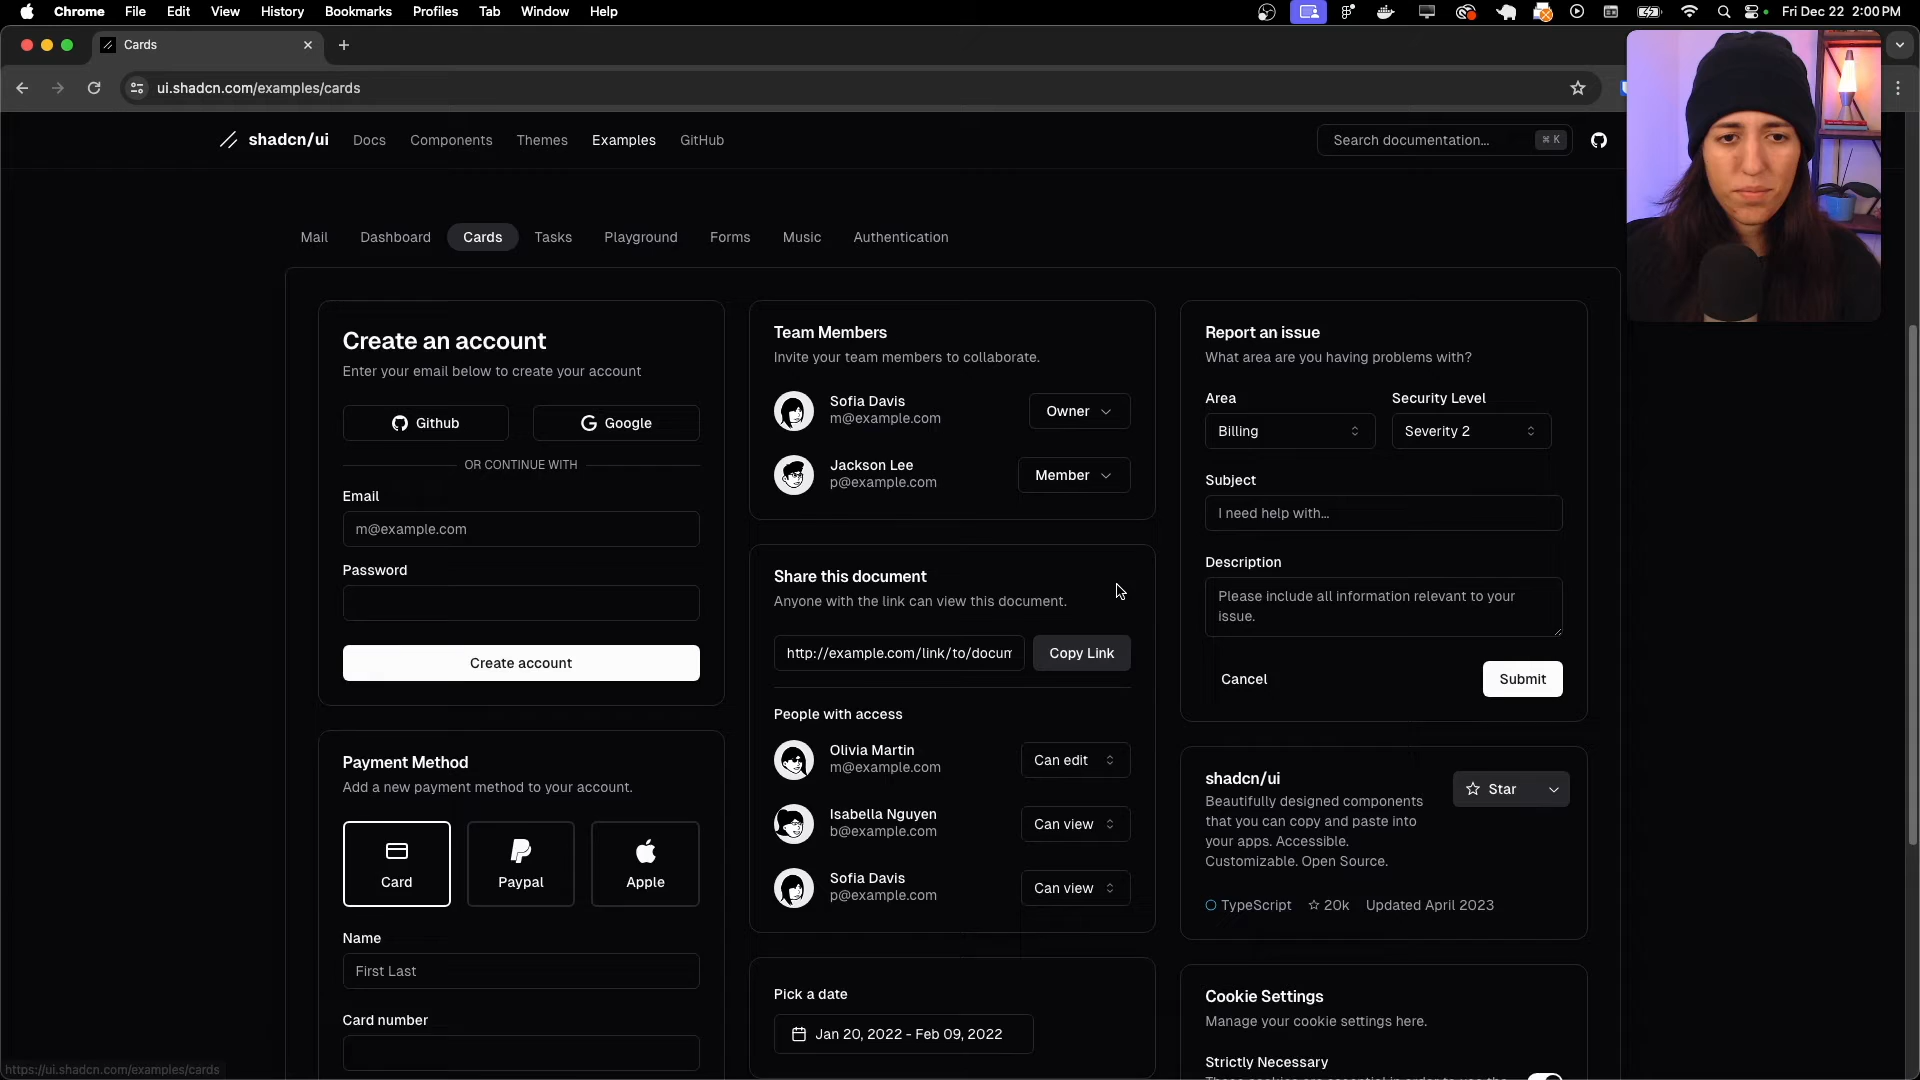 Chrome File Edit View History Bookmarks Profiles Tab Window Help
Fri Dec 22 2:00 PM
Cards
ui.shadcn.com/examples/cards
shadcn/ui Docs Components Themes Examples GitHub
Search documentation... ⌘ K
Mail Dashboard Cards Tasks Playground Forms Music Authentication
Create an account
Enter your email below to create your account
Github Google
OR CONTINUE WITH
Email
m@example.com
Password
Create account
Payment Method
Add a new payment method to your account.
Card Paypal Apple
Name
First Last
Card number
Team Members
Invite your team members to collaborate.
Sofia Davis
m@example.com
Owner
Jackson Lee
p@example.com
Member
Share this document
Anyone with the link can view this document.
http://example.com/link/to/docum
Copy Link
People with access
Olivia Martin
m@example.com
Can edit
Isabella Nguyen
b@example.com
Can view
Sofia Davis
p@example.com
Can view
Pick a date
Jan 20, 2022 - Feb 09, 2022
Report an issue
What area are you having problems with?
Area Security Level
Billing Severity 2
Subject
I need help with...
Description
Please include all information relevant to your
issue.
Cancel Submit
shadcn/ui
Star
Beautifully designed components
that you can copy and paste into
your apps. Accessible.
Customizable. Open Source.
TypeScript 20k Updated April 2023
Cookie Settings
Manage your cookie settings here.
Strictly Necessary
https://ui.shadcn.com/examples/cards